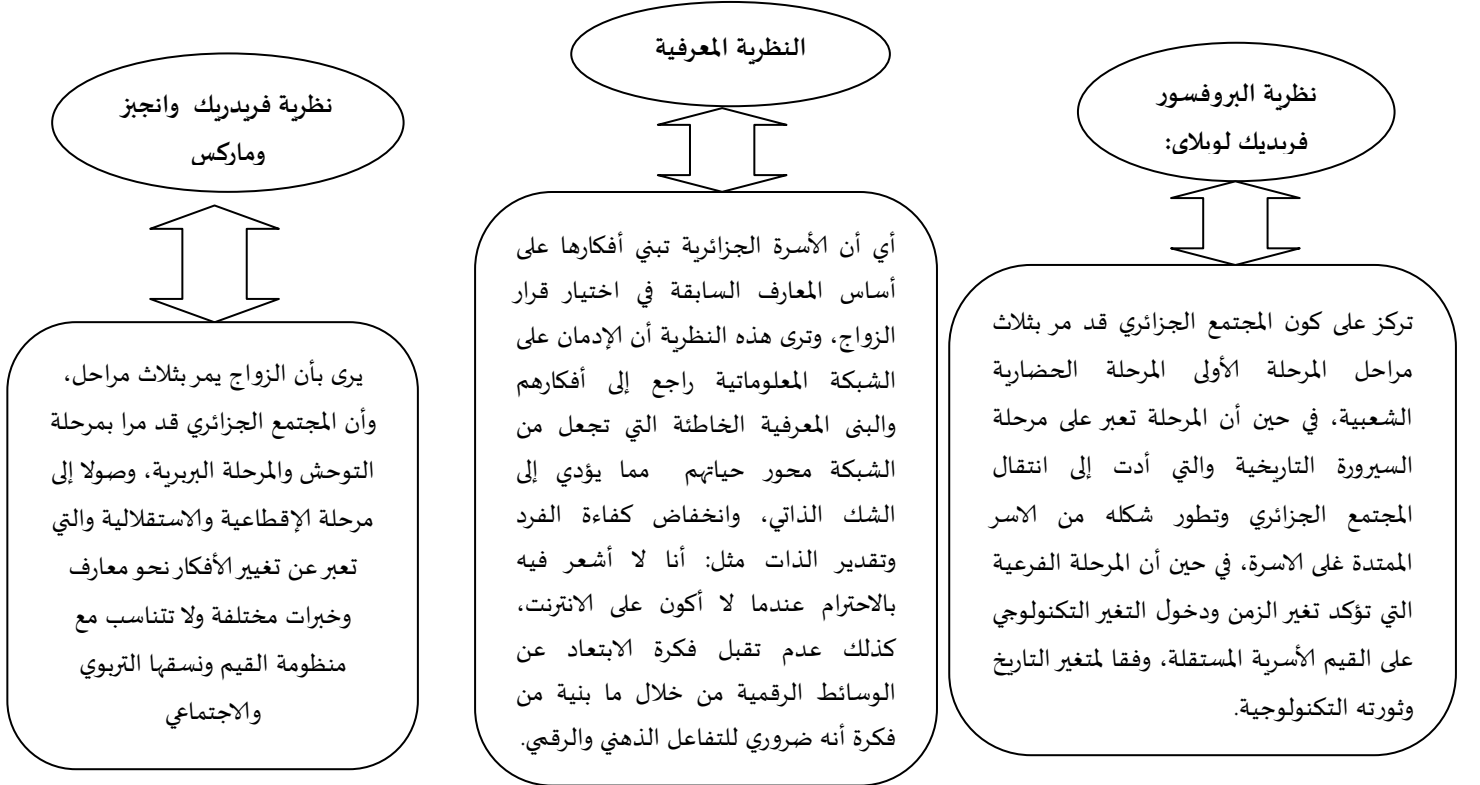 نظرية البروفسور
فريديك لوبلاي:
تركز على كون المجتمع الجزائري قد مر بثلاث
مراحل المرحلة الأولى المرحلة الحضارية
الشعبية، في حين أن المرحلة تعبر على مرحلة
السيرورة التاريخية والتي أدت إلى انتقال
المجتمع الجزائري وتطور شكله من الاسر
الممتدة غلى الاسرة، في حين أن المرحلة الفرعية
التي تؤكد تغير الزمن ودخول التغير التكنولوجي
على القيم الأسرية المستقلة، وفقا لمتغير التاريخ
وثورته التكنولوجية.
النظرية المعرفية
أي أن الأسرة الجزائرية تبني أفكارها على
أساس المعارف السابقة في اختيار قرار
الزواج، وترى هذه النظرية أن الإدمان على
الشبكة المعلوماتية راجع إلى أفكارهم
والبنى المعرفية الخاطئة التي تجعل من
الشبكة محور حياتهم مما يؤدي إلى
الشك الذاتي، وانخفاض كفاءة الفرد
وتقدير الذات مثل: أنا لا أشعر فيه
بالاحترام عندما لا أكون على الانترنت،
كذلك عدم تقبل فكرة الابتعاد عن
الوسائط الرقمية من خلال ما بنية من
فكرة أنه ضروري للتفاعل الذهني والرقمي.
نظرية فريدريك وانجبز
وماركس
يرى بأن الزواج يمر بثلاث مراحل،
وأن المجتمع الجزائري قد مرا بمرحلة
التوحش والمرحلة البربرية، وصولا إلى
مرحلة الإقطاعية والاستقلالية والتي
تعبر عن تغيير الأفكار نحو معارف
وخبرات مختلفة ولا تتناسب مع
منظومة القيم ونسقها التربوي
والاجتماعي